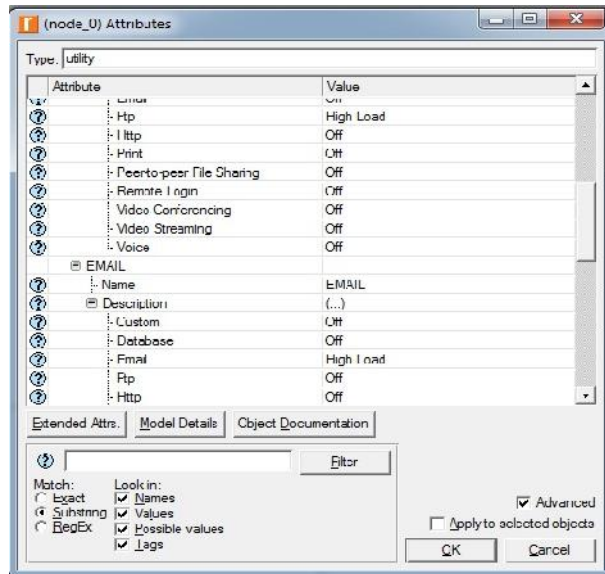 (node_0) Attributes
Type: utility
Attribute Value
Email Off
Ftp High Load
Http Off
Print Off
Peer-to-peer File Sharing Off
Remote Login Off
Video Conferencing Off
Video Streaming Off
Voice Off
EMAIL
Name EMAIL
Description (...)
Custom Off
Database Off
Email High Load
Ftp Off
Http Off
Extended Attrs. Model Details Object Documentation
Filter
Match: Look in:
Exact Names
Substring Values
RegEx Possible values
Tags
Advanced
Apply to selected objects
OK Cancel